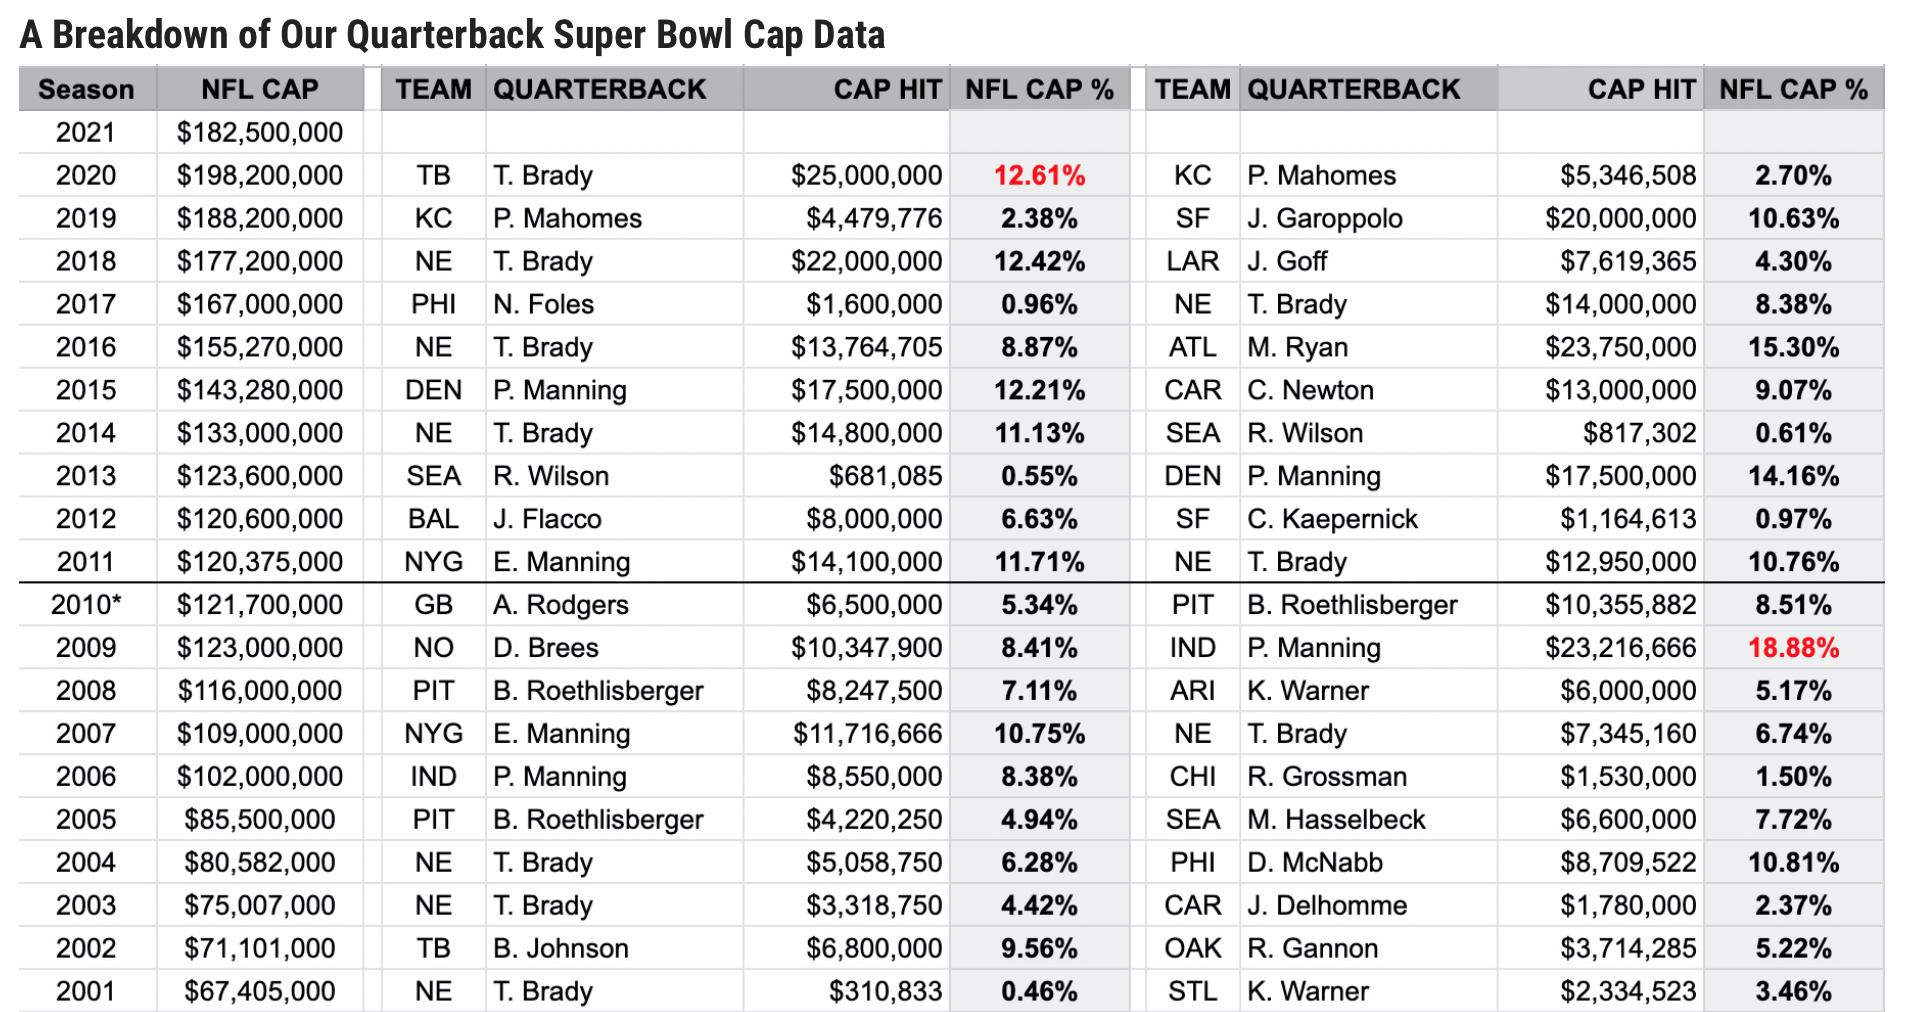 A Breakdown of Our Quarterback Super Bowl Cap Data
Season NFL CAP TEAM QUARTERBACK CAP HIT NFL CAP % TEAM QUARTERBACK CAP HIT NFL CAP %
2021 $182,500,000
2020 $198,200,000 TB T. Brady $25,000,000 12.61% KC P. Mahomes $5,346,508 2.70%
2019 $188,200,000 KC P. Mahomes $4,479,776 2.38% SF J. Garoppolo $20,000,000 10.63%
2018 $177,200,000 NE T. Brady $22,000,000 12.42% LAR J. Goff $7,619,365 4.30%
2017 $167,000,000 PHI N. Foles $1,600,000 0.96% NE T. Brady $14,000,000 8.38%
2016 $155,270,000 NE T. Brady $13,764,705 8.87% ATL M. Ryan $23,750,000 15.30%
2015 $143,280,000 DEN P. Manning $17,500,000 12.21% CAR C. Newton $13,000,000 9.07%
2014 $133,000,000 NE T. Brady $14,800,000 11.13% SEA R. Wilson $817,302 0.61%
2013 $123,600,000 SEA R. Wilson $681,085 0.55% DEN P. Manning $17,500,000 14.16%
2012 $120,600,000 BAL J. Flacco $8,000,000 6.63% SF C. Kaepernick $1,164,613 0.97%
2011 $120,375,000 NYG E. Manning $14,100,000 11.71% NE T. Brady $12,950,000 10.76%
2010* $121,700,000 GB A. Rodgers $6,500,000 5.34% PIT B. Roethlisberger $10,355,882 8.51%
2009 $123,000,000 NO D. Brees $10,347,900 8.41% IND P. Manning $23,216,666 18.88%
2008 $116,000,000 PIT B. Roethlisberger $8,247,500 7.11% ARI K. Warner $6,000,000 5.17%
2007 $109,000,000 NYG E. Manning $11,716,666 10.75% NE T. Brady $7,345,160 6.74%
2006 $102,000,000 IND P. Manning $8,550,000 8.38% CHI R. Grossman $1,530,000 1.50%
2005 $85,500,000 PIT B. Roethlisberger $4,220,250 4.94% SEA M. Hasselbeck $6,600,000 7.72%
2004 $80,582,000 NE T. Brady $5,058,750 6.28% PHI D. McNabb $8,709,522 10.81%
2003 $75,007,000 NE T. Brady $3,318,750 4.42% CAR J. Delhomme $1,780,000 2.37%
2002 $71,101,000 TB B. Johnson $6,800,000 9.56% OAK R. Gannon $3,714,285 5.22%
2001 $67,405,000 NE T. Brady $310,833 0.46% STL K. Warner $2,334,523 3.46%